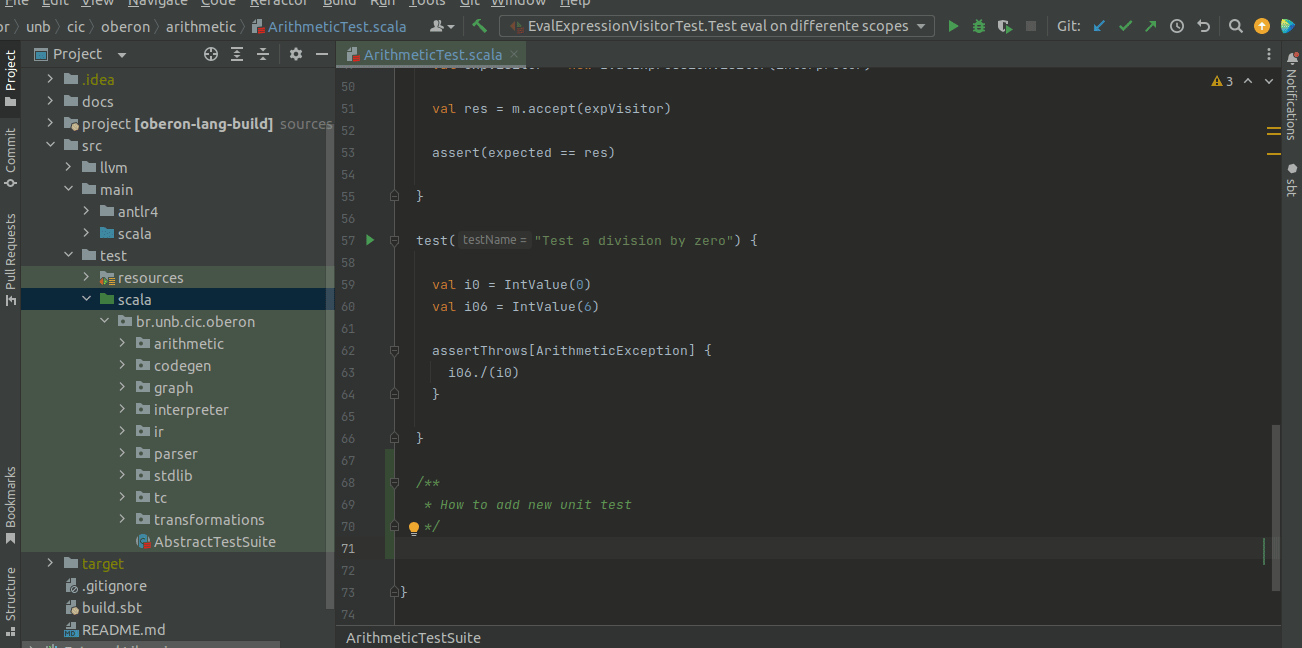 File Edit View Navigate Code Refactor Build Run Tools Git Window Help
or unb cic oberon arithmetic ArithmeticTest.scala EvalExpressionVisitorTest.Test eval on differente scopes Git:
Project
ArithmeticTest.scala
.idea
docs
project [oberon-lang-build] sources
src
llvm
main
antlr4
scala
test
resources
scala
br.unb.cic.oberon
arithmetic
codegen
graph
interpreter
ir
parser
stdlib
tc
transformations
AbstractTestSuite
target
.gitignore
build.sbt
README.md
Project
Commit
Pull Requests
Bookmarks
Structure
3
50
51 val res = m.accept(expVisitor)
52
53 assert(expected == res)
54
55 }
56
57 test( testName = "Test a division by zero") {
58
59 val i0 = IntValue(0)
60 val i06 = IntValue(6)
61
62 assertThrows[ArithmeticException] {
63 i06./(i0)
64 }
65
66 }
67
68 /**
69 * How to add new unit test
70 */
71
72
73 }
74
ArithmeticTestSuite
Notifications
sbt